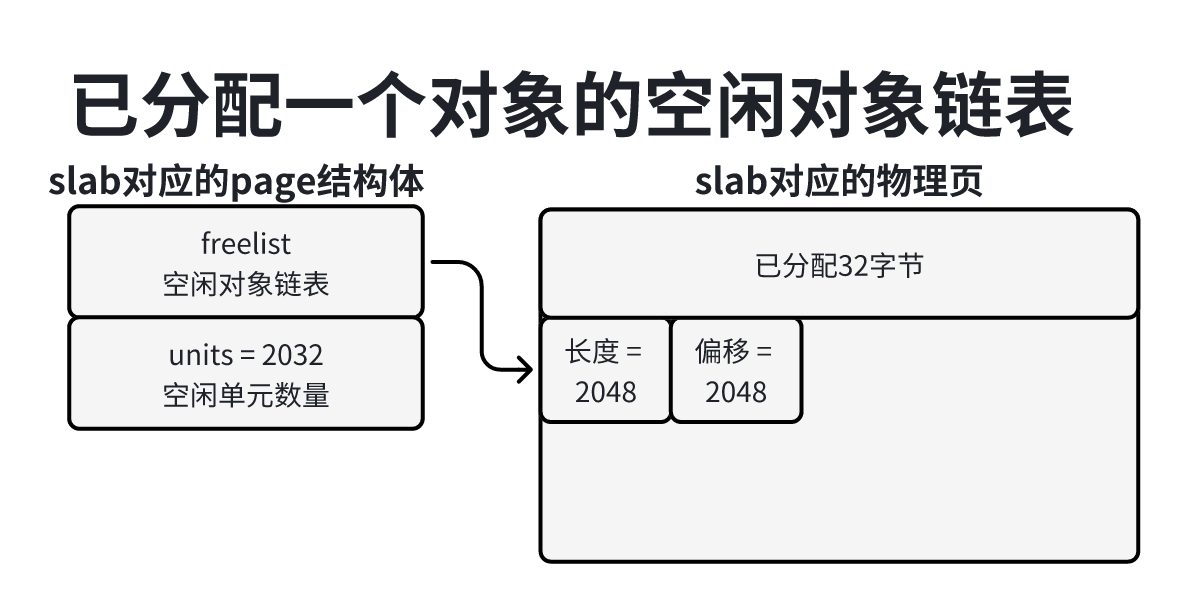 已分配一个对象的空闲对象链表
slab对应的page结构体
slab对应的物理页
freelist
空闲对象链表
units = 2032
空闲单元数量
已分配32字节
长度 =
2048
偏移 =
2048